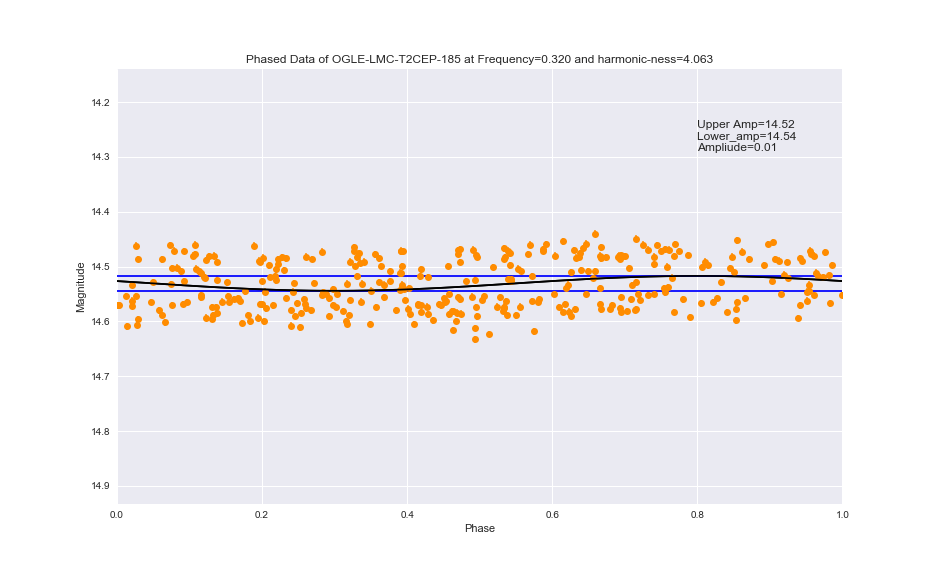 Phased Data of OGLE-LMC-T2CEP-185 at Frequency=0.320 and harmonic-ness=4.063
Upper Amp=14.52
Lower_amp=14.54
Ampliude=0.01
14.2
14.3
14.4
14.5
14.6
14.7
14.8
14.9
Magnitude
0.0 0.2 0.4 0.6 0.8 1.0
Phase